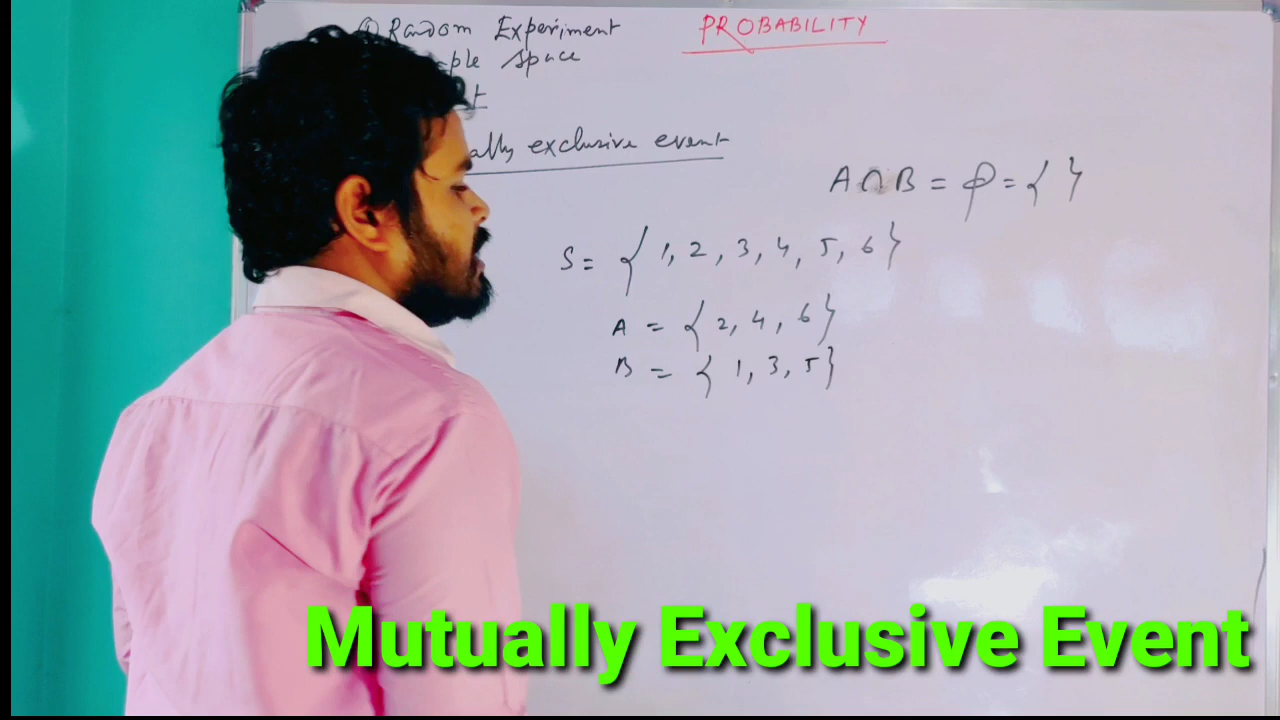 ① Random Experiment
PROBABILITY
ple space
t
ally exclusive event
A∩B = φ = { }
S = { 1, 2, 3, 4, 5, 6 }
A = { 2, 4, 6 }
B = { 1, 3, 5 }
Mutually Exclusive Event